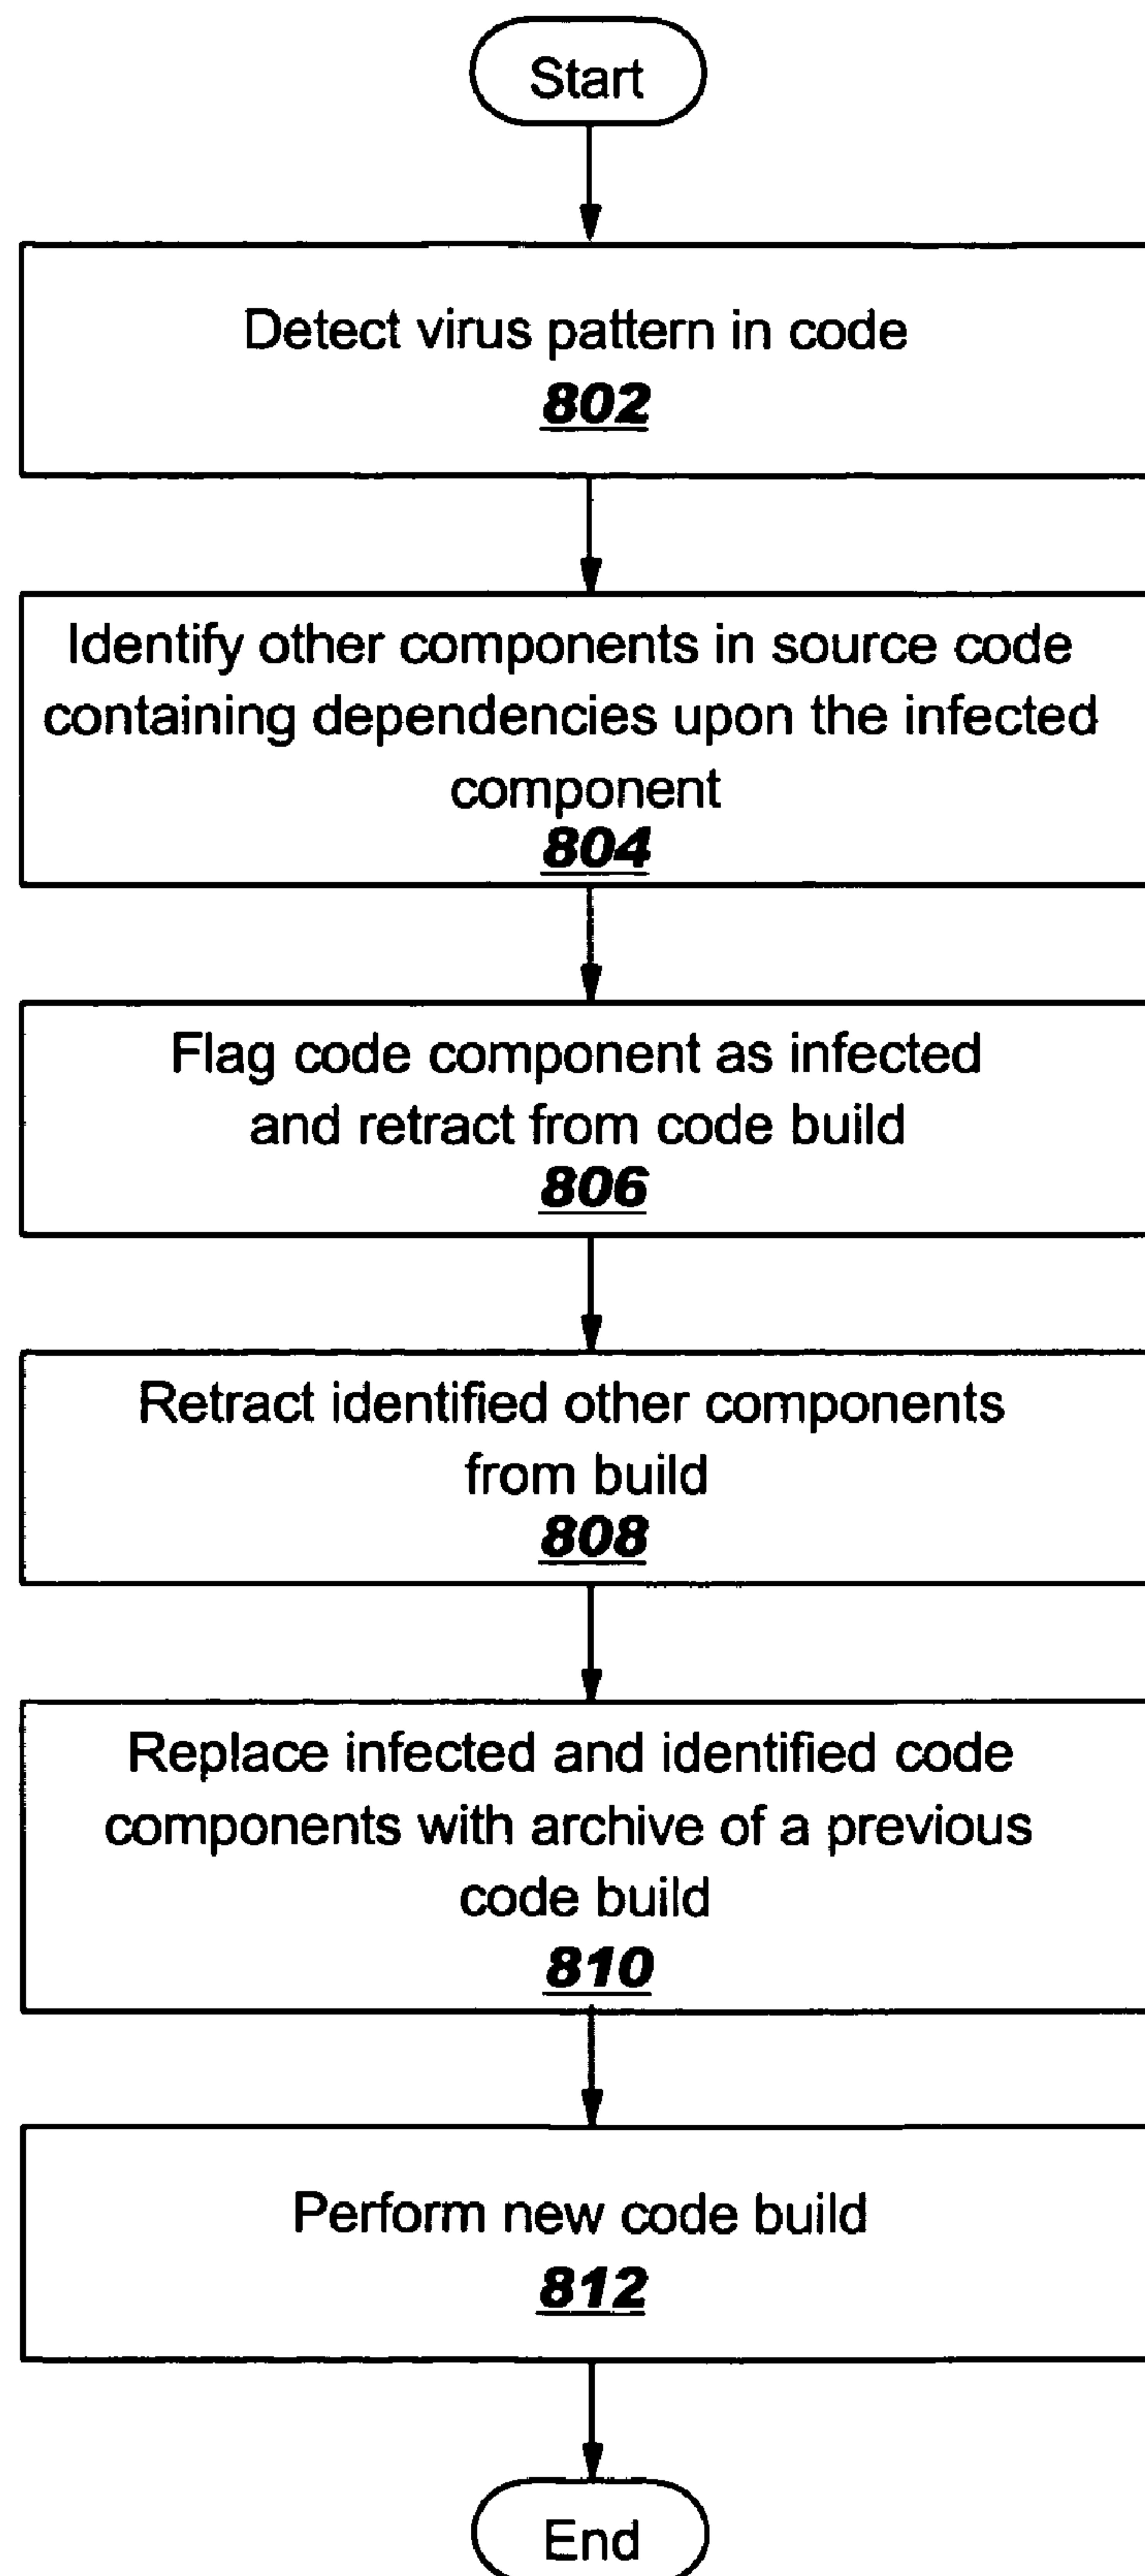 Start
Detect virus pattern in code
802
Identify other components in source code
containing dependencies upon the infected
component
804
Flag code component as infected
and retract from code build
806
Retract identified other components
from build
808
Replace infected and identified code
components with archive of a previous
code build
810
Perform new code build
812
End